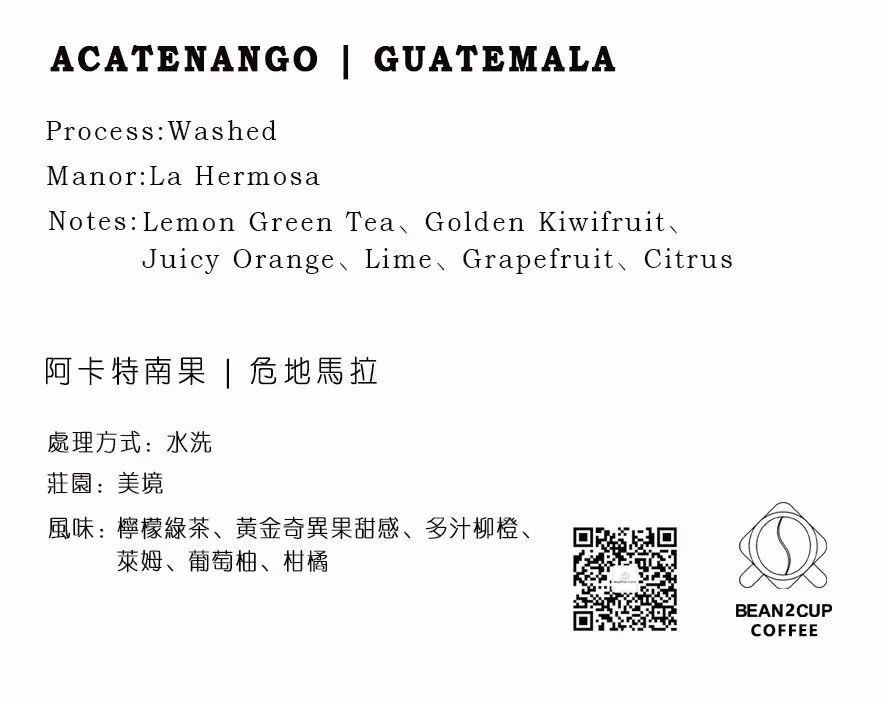 ACATENANGO | GUATEMALA
Process:Washed
Manor:La Hermosa
Notes:Lemon Green Tea、Golden Kiwifruit、
Juicy Orange、Lime、Grapefruit、Citrus
阿卡特南果 | 危地馬拉
處理方式：水洗
莊園：美境
風味：檸檬綠茶、黃金奇異果甜感、多汁柳橙、
萊姆、葡萄柚、柑橘
BEAN2CUP
COFFEE